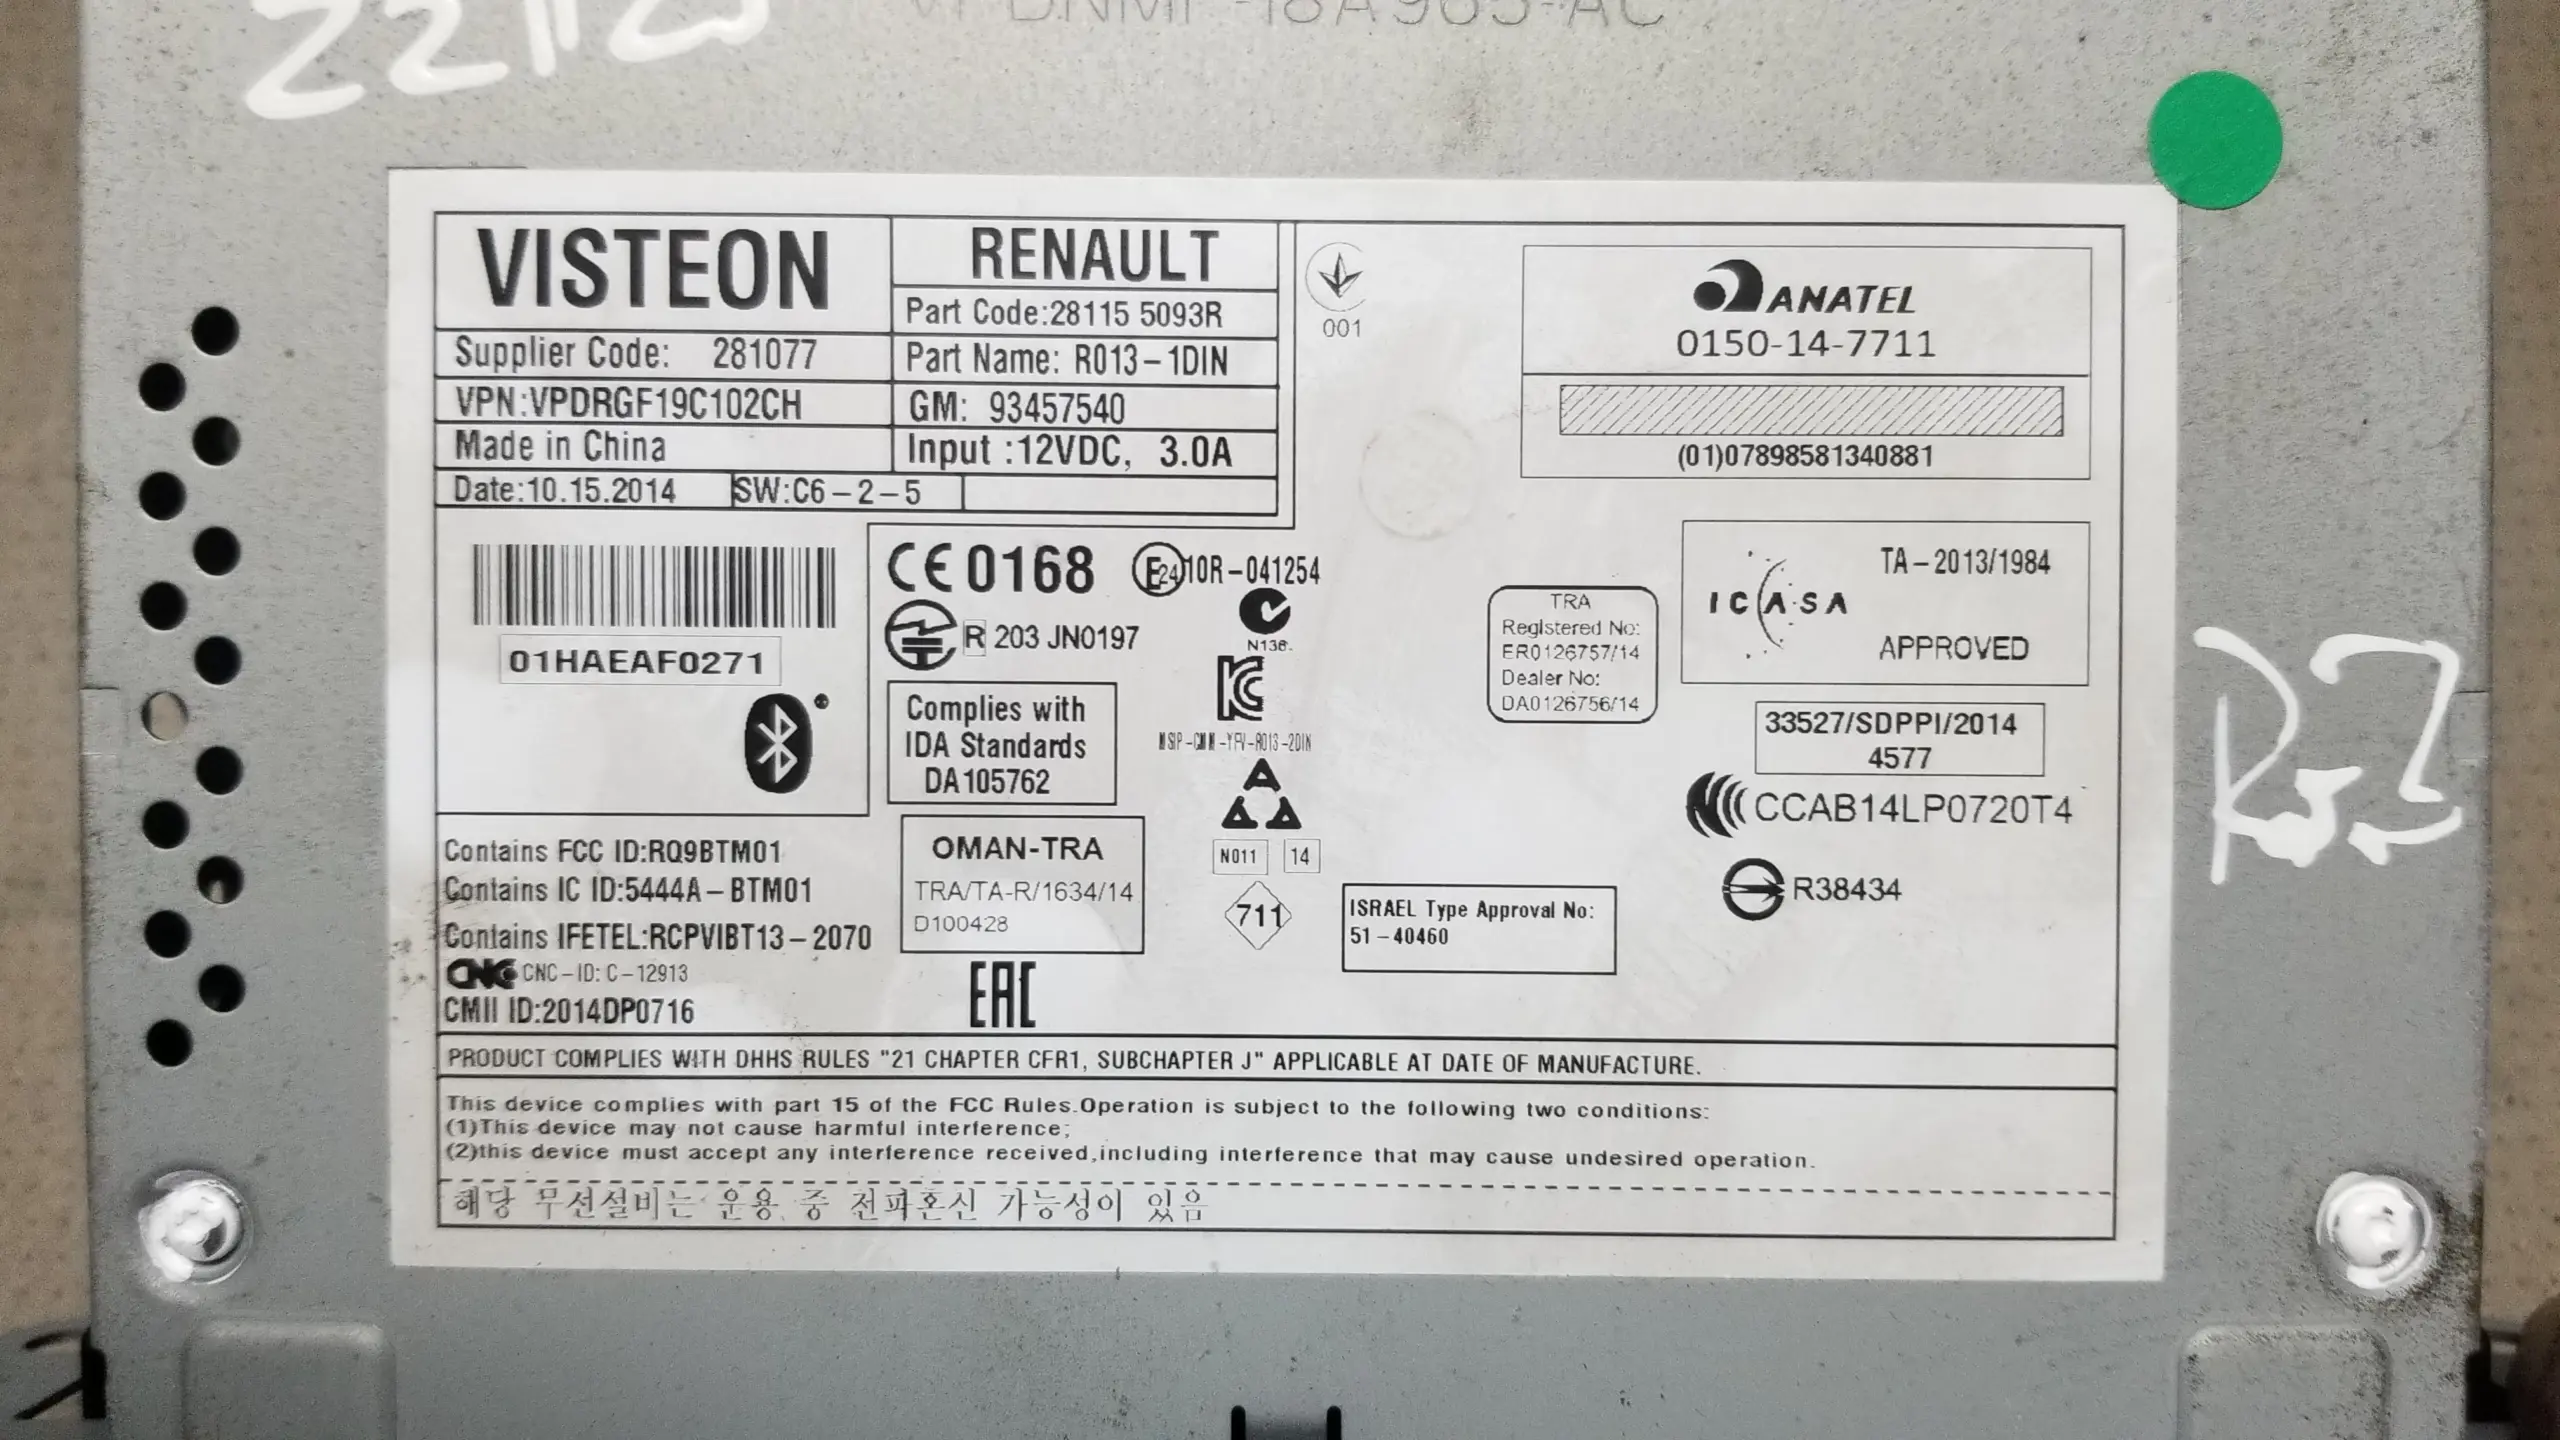 VISTEON
RENAULT
Part Code:28115 5093R
Supplier Code: 281077
Part Name: R013-1DIN
VPN:VPDRGF19C102CH
GM: 93457540
Made in China
Input :12VDC, 3.0A
Date:10.15.2014
SW:C6-2-5
001
ANATEL
0150-14-7711
(01)07898581340881
01HAEAF0271
CE0168
E24 10R-041254
R 203 JN0197
N136.
Complies with
IDA Standards
DA105762
KC
MSIP-CMM-YFV-R013-2DIN
TRA
Registered No:
ER0126757/14
Dealer No:
DA0126756/14
ICASA
TA-2013/1984
APPROVED
33527/SDPPI/2014
4577
CCAB14LP0720T4
R38434
A
A A
N011 14
711
OMAN-TRA
TRA/TA-R/1634/14
D100428
ISRAEL Type Approval No:
51-40460
Contains FCC ID:RQ9BTM01
Contains IC ID:5444A-BTM01
Contains IFETEL:RCPVIBT13-2070
CNC CNC-ID: C-12913
CMII ID:2014DP0716
EAC
PRODUCT COMPLIES WITH DHHS RULES "21 CHAPTER CFR1, SUBCHAPTER J" APPLICABLE AT DATE OF MANUFACTURE.
This device complies with part 15 of the FCC Rules.Operation is subject to the following two conditions:
(1)This device may not cause harmful interference;
(2)this device must accept any interference received,including interference that may cause undesired operation.
해당 무선설비는 운용 중 전파혼신 가능성이 있음